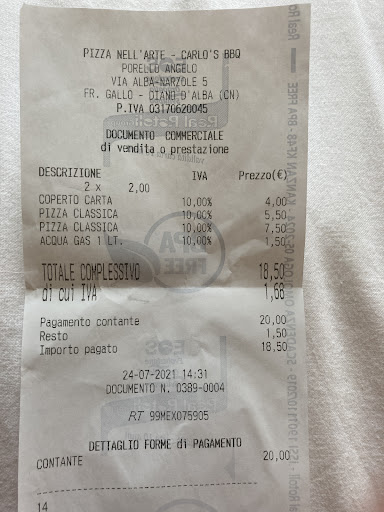 PIZZA NELL'ARTE - CARLO'S BBQ
PORELLO ANGELO
VIA ALBA-NARZOLE 5
FR. GALLO - DIANO D'ALBA (CN)
P.IVA 03170620045
DOCUMENTO COMMERCIALE
di vendita o prestazione
DESCRIZIONE IVA Prezzo(€)
2 x 2,00
COPERTO CARTA 10,00% 4,00
PIZZA CLASSICA 10,00% 5,50
PIZZA CLASSICA 10,00% 7,50
ACQUA GAS 1 LT. 10,00% 1,50
TOTALE COMPLESSIVO 18,50
di cui IVA 1,68
Pagamento contante 20,00
Resto 1,50
Importo pagato 18,50
24-07-2021 14:31
DOCUMENTO N. 0389-0004
RT 99MEX075905
DETTAGLIO FORME di PAGAMENTO
CONTANTE 20,00
14